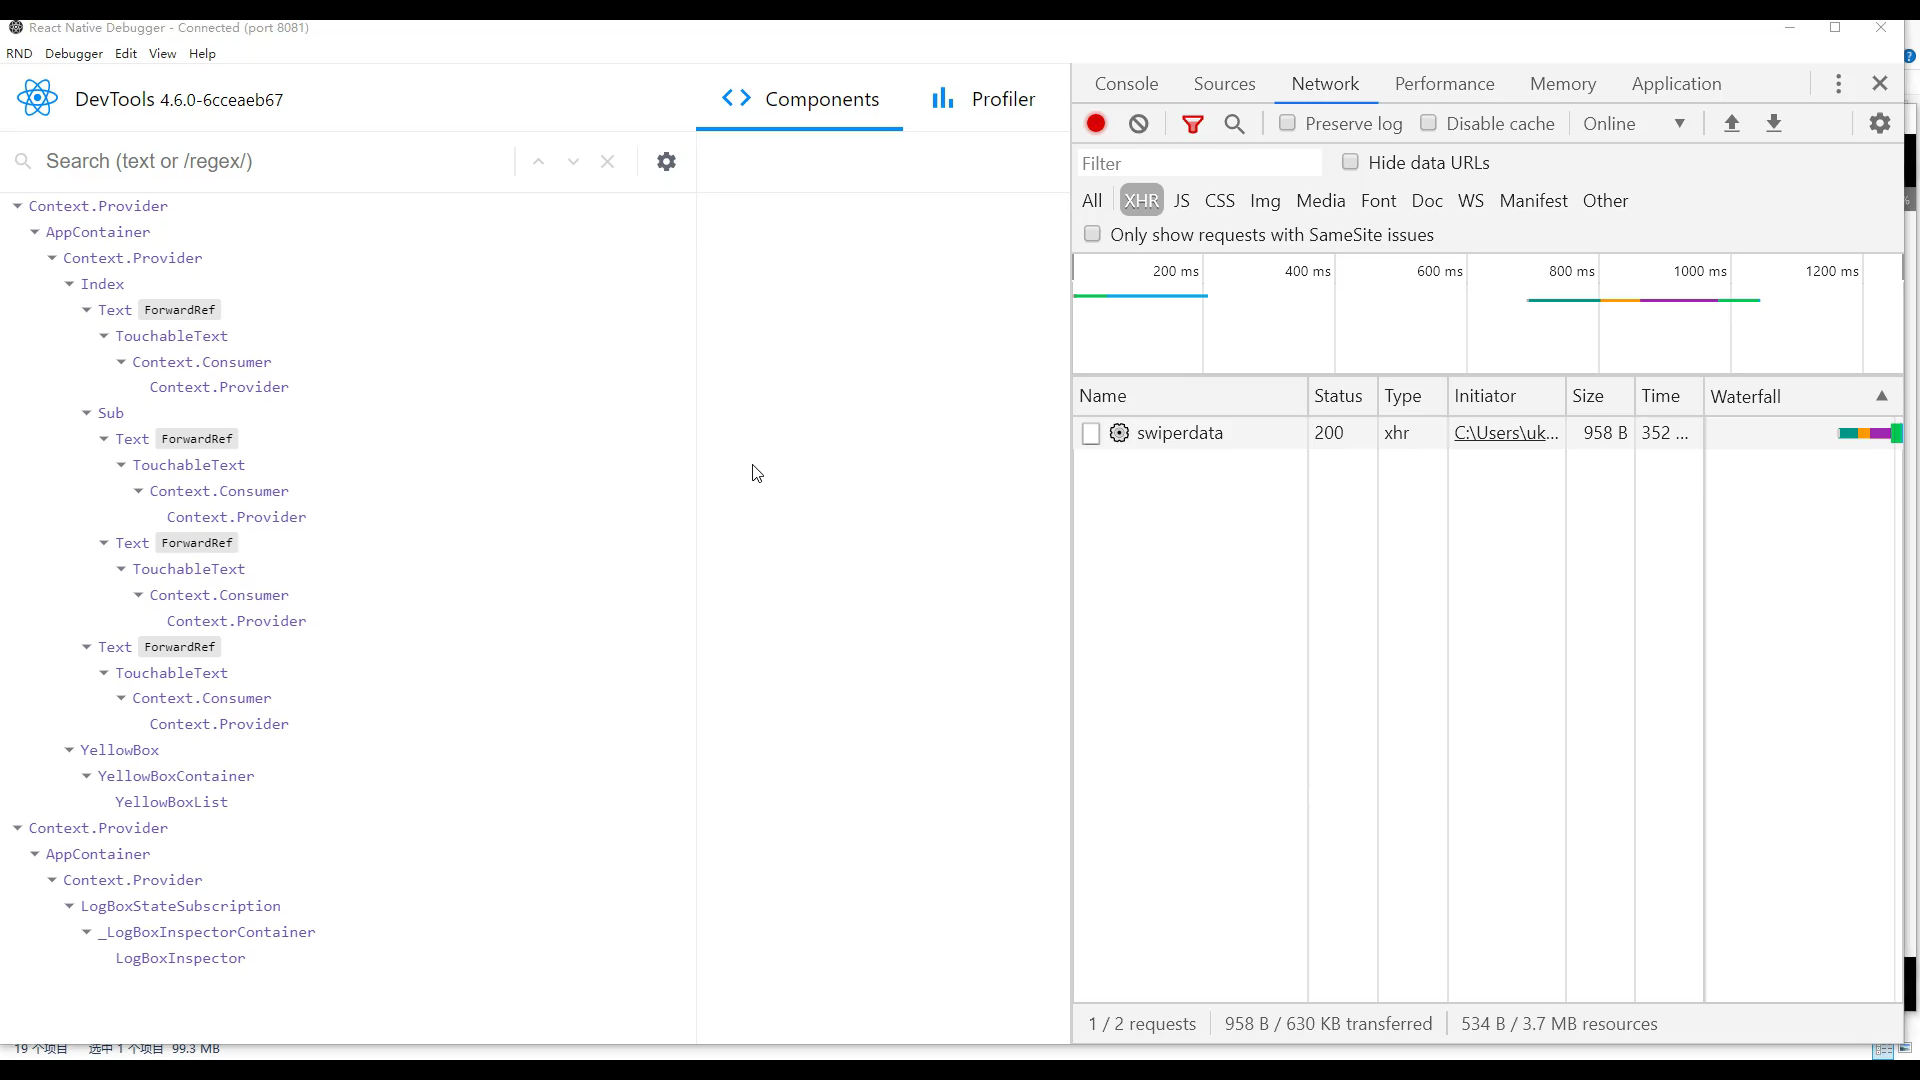 React Native Debugger - Connected (port 8081)
RND Debugger Edit View Help
DevTools 4.6.0-6cceaeb67
Components
Profiler
Search (text or /regex/)
Context.Provider
AppContainer
Context.Provider
Index
Text ForwardRef
TouchableText
Context.Consumer
Context.Provider
Sub
Text ForwardRef
TouchableText
Context.Consumer
Context.Provider
Text ForwardRef
TouchableText
Context.Consumer
Context.Provider
Text ForwardRef
TouchableText
Context.Consumer
Context.Provider
YellowBox
YellowBoxContainer
YellowBoxList
Context.Provider
AppContainer
Context.Provider
LogBoxStateSubscription
_LogBoxInspectorContainer
LogBoxInspector
Console Sources Network Performance Memory Application
Preserve log Disable cache Online
Filter Hide data URLs
All XHR JS CSS Img Media Font Doc WS Manifest Other
Only show requests with SameSite issues
200 ms 400 ms 600 ms 800 ms 1000 ms 1200 ms
Name Status Type Initiator Size Time Waterfall
swiperdata 200 xhr C:\Users\uk... 958 B 352 ...
1 / 2 requests 958 B / 630 KB transferred 534 B / 3.7 MB resources
19 个项目 选中 1 个项目 99.3 MB